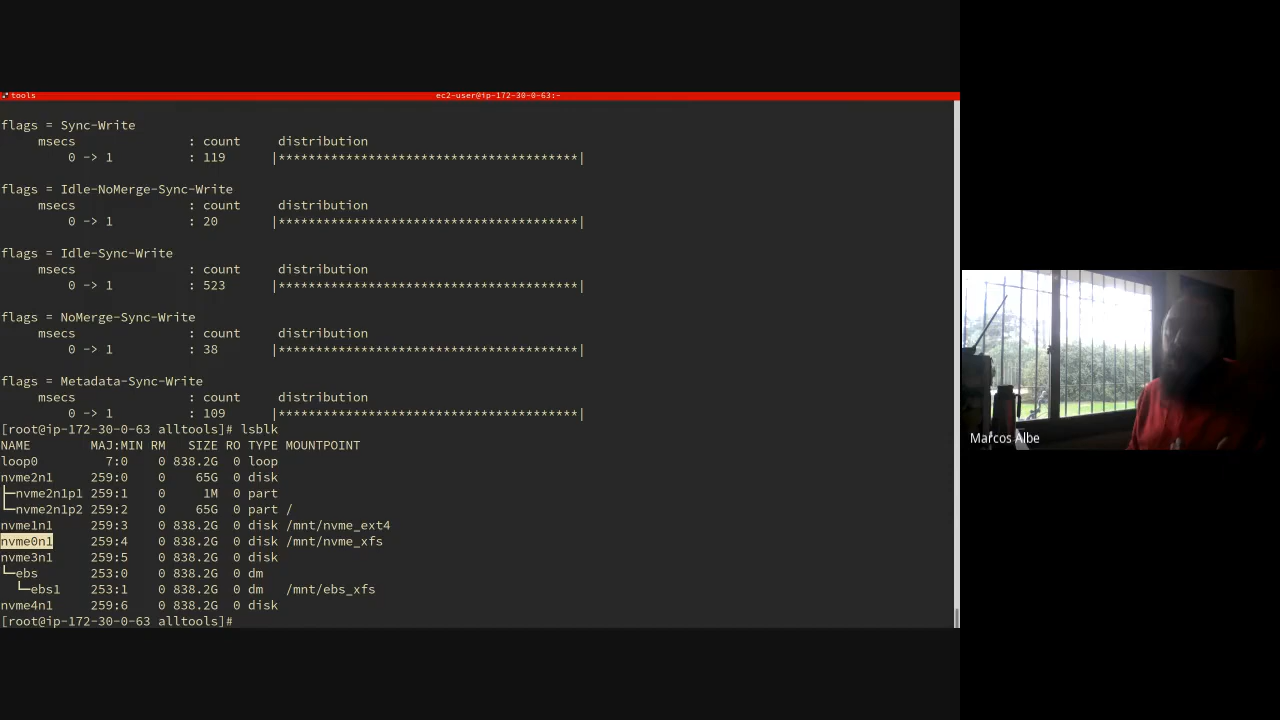 tools
ec2-user@ip-172-30-0-63:~
flags = Sync-Write
     msecs               : count     distribution
         0 -> 1          : 119      |****************************************|
flags = Idle-NoMerge-Sync-Write
     msecs               : count     distribution
         0 -> 1          : 20       |****************************************|
flags = Idle-Sync-Write
     msecs               : count     distribution
         0 -> 1          : 523      |****************************************|
flags = NoMerge-Sync-Write
     msecs               : count     distribution
         0 -> 1          : 38       |****************************************|
flags = Metadata-Sync-Write
     msecs               : count     distribution
         0 -> 1          : 109      |****************************************|
[root@ip-172-30-0-63 alltools]# lsblk
NAME        MAJ:MIN RM   SIZE RO TYPE MOUNTPOINT
loop0         7:0    0 838.2G  0 loop
nvme2n1     259:0    0    65G  0 disk
├─nvme2n1p1 259:1    0     1M  0 part
└─nvme2n1p2 259:2    0    65G  0 part /
nvme1n1     259:3    0 838.2G  0 disk /mnt/nvme_ext4
nvme0n1     259:4    0 838.2G  0 disk /mnt/nvme_xfs
nvme3n1     259:5    0 838.2G  0 disk
└─ebs       253:0    0 838.2G  0 dm
  └─ebs1    253:1    0 838.2G  0 dm   /mnt/ebs_xfs
nvme4n1     259:6    0 838.2G  0 disk
[root@ip-172-30-0-63 alltools]#
Marcos Albe